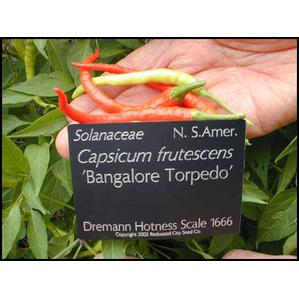 Solanaceae N. S.Amer.
Capsicum frutescens
'Bangalore Torpedo'
Dremann Hotness Scale 1666
Copyright 2002 Redwood City Seed Co.